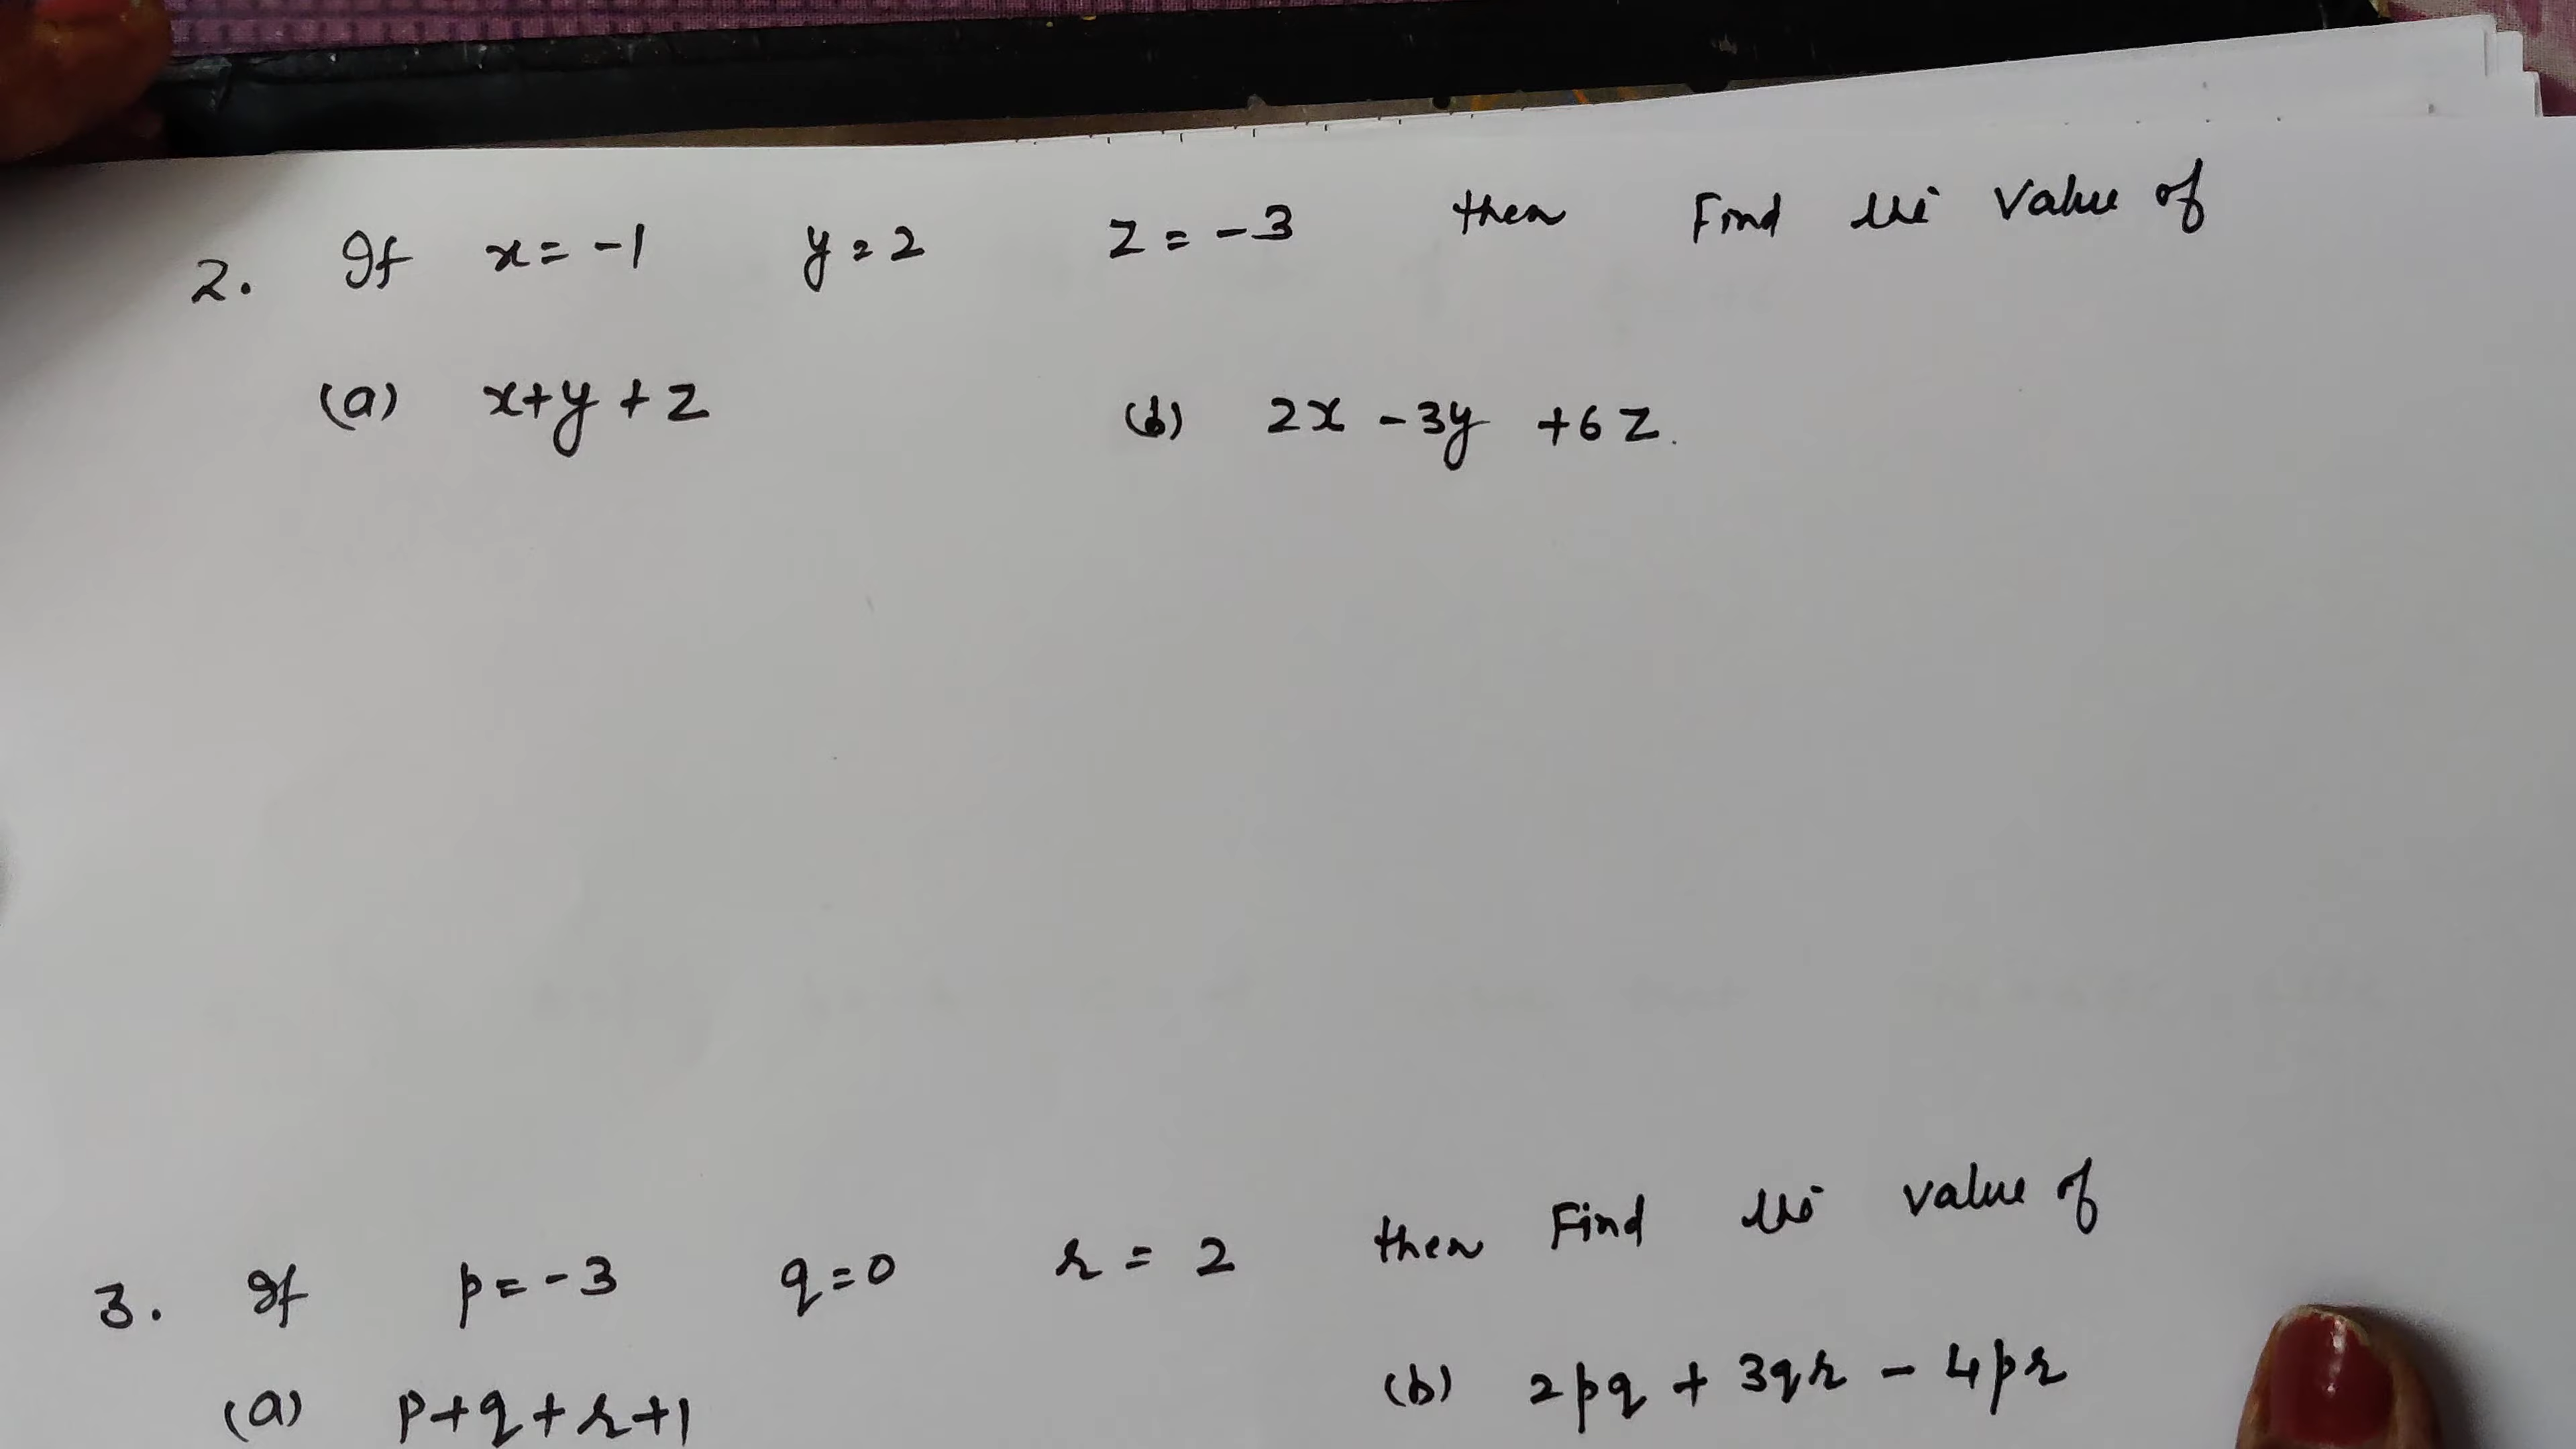 2. If x = -1 y = 2 z = -3 then Find the Value of
(a) x+y+z (b) 2x -3y +6z.
3. If p = -3 q=0 r = 2 then Find the value of
(a) p+q+r+1 (b) 2pq + 3qr - 4pr